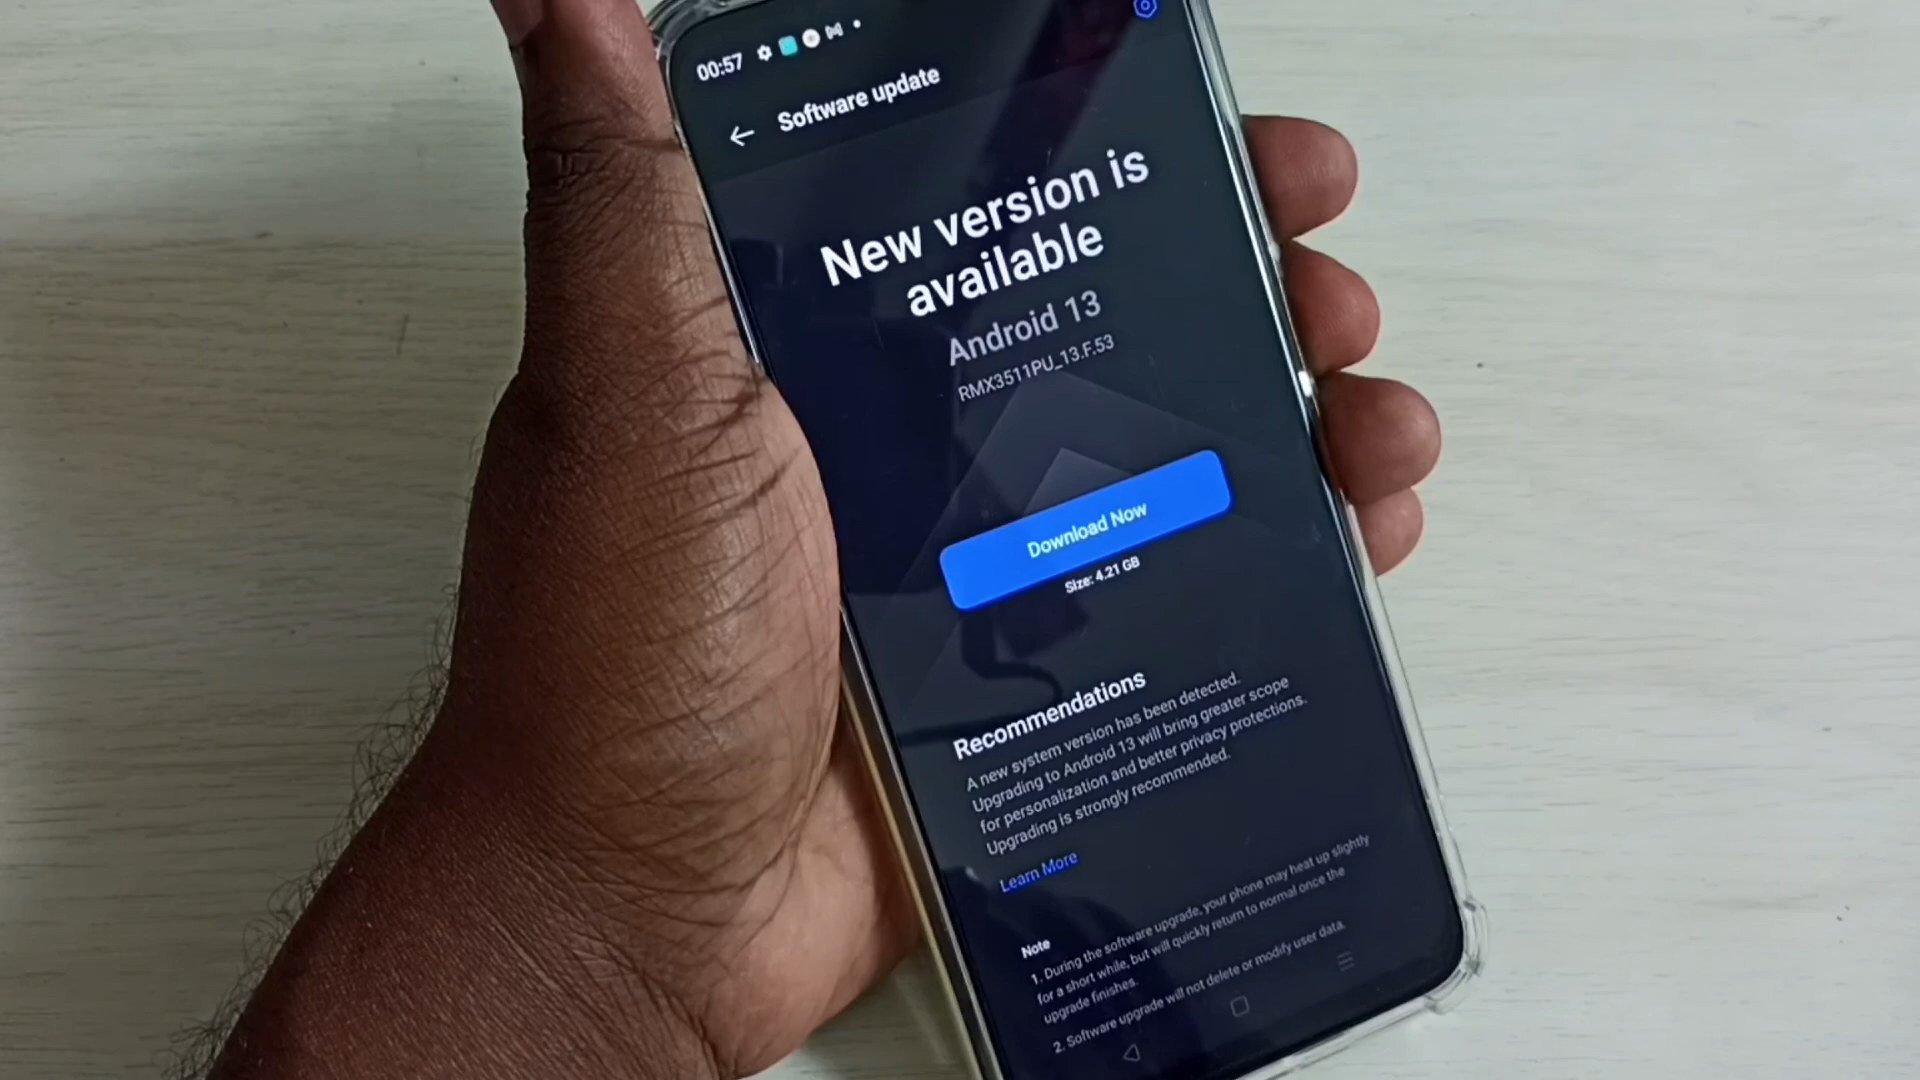 00:57
Software update
New version is
available
Android 13
RMX3511PU_13.F.53
Download Now
Size: 4.21 GB
Recommendations
A new system version has been detected.
Upgrading to Android 13 will bring greater scope
for personalization and better privacy protections.
Upgrading is strongly recommended.
Learn More
Note
1. During the software upgrade, your phone may heat up slightly
for a short while, but will quickly return to normal once the
upgrade finishes.
2. Software upgrade will not delete or modify user data.